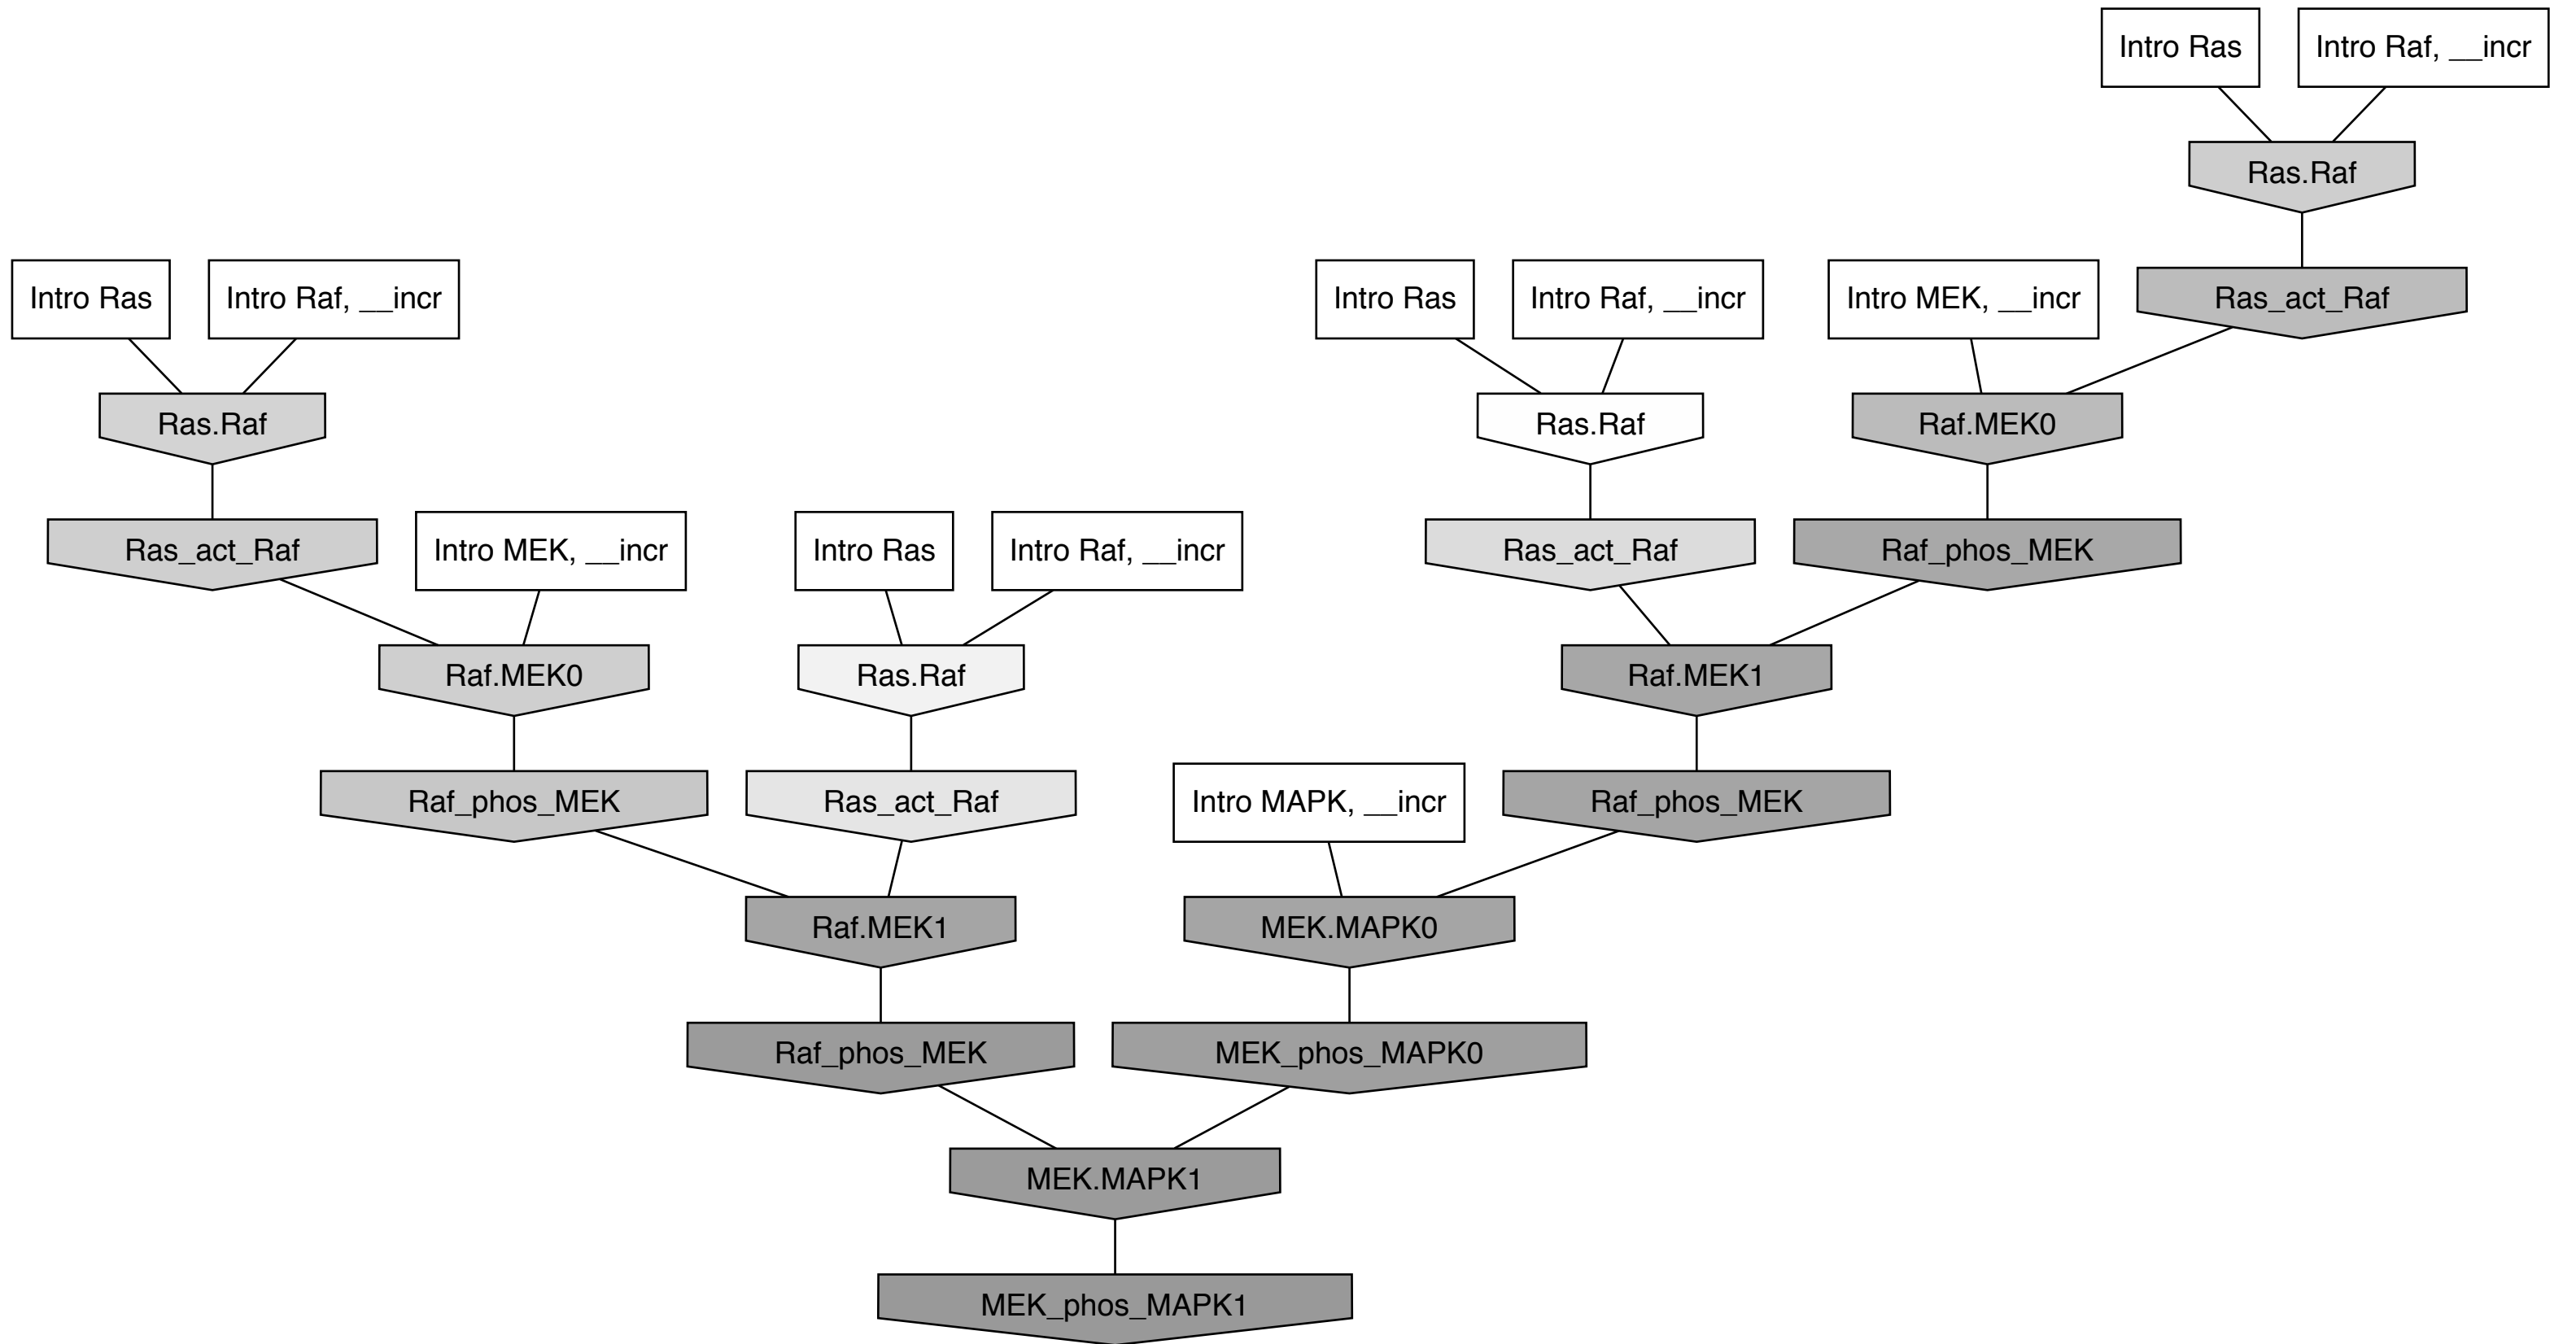 Intro Ras
Intro Raf, __incr
Ras.Raf
Intro Ras
Intro Raf, __incr
Intro Ras
Intro Raf, __incr
Intro MEK, __incr
Ras_act_Raf
Ras.Raf
Ras.Raf
Raf.MEK0
Ras_act_Raf
Intro MEK, __incr
Intro Ras
Intro Raf, __incr
Ras_act_Raf
Raf_phos_MEK
Raf.MEK0
Ras.Raf
Raf.MEK1
Raf_phos_MEK
Ras_act_Raf
Intro MAPK, __incr
Raf_phos_MEK
Raf.MEK1
MEK.MAPK0
Raf_phos_MEK
MEK_phos_MAPK0
MEK.MAPK1
MEK_phos_MAPK1